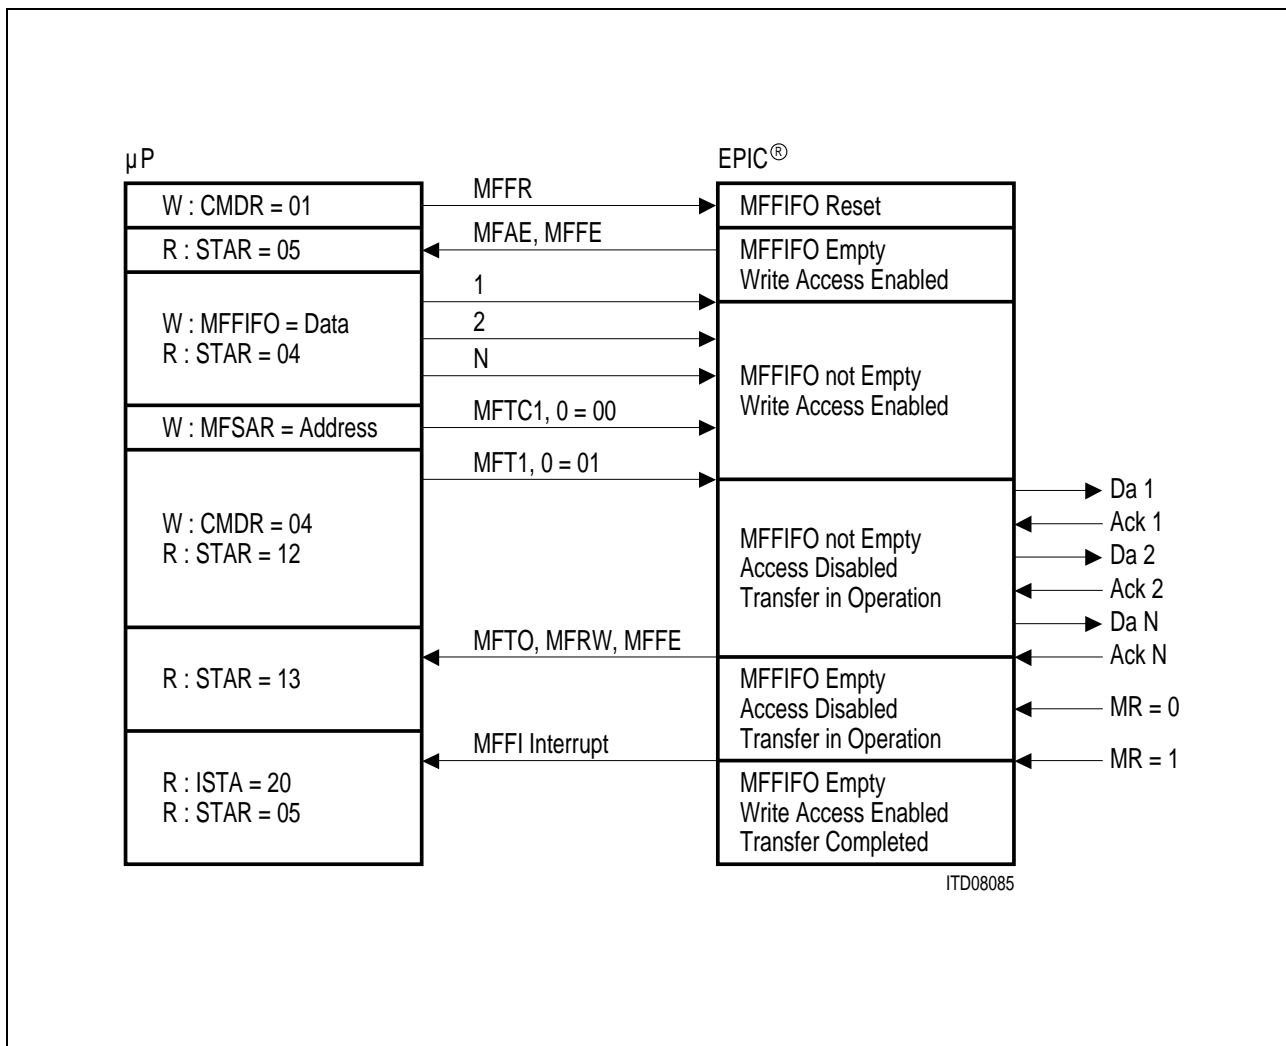 µP
EPIC®
W : CMDR = 01
MFFR
MFFIFO Reset
R : STAR = 05
MFAE, MFFE
MFFIFO Empty
Write Access Enabled
W : MFFIFO = Data
R : STAR = 04
1
2
N
MFFIFO not Empty
Write Access Enabled
W : MFSAR = Address
MFTC1, 0 = 00
MFT1, 0 = 01
W : CMDR = 04
R : STAR = 12
MFFIFO not Empty
Access Disabled
Transfer in Operation
Da 1
Ack 1
Da 2
Ack 2
Da N
Ack N
R : STAR = 13
MFTO, MFRW, MFFE
MFFIFO Empty
Access Disabled
Transfer in Operation
MR = 0
MR = 1
R : ISTA = 20
R : STAR = 05
MFFI Interrupt
MFFIFO Empty
Write Access Enabled
Transfer Completed
ITD08085